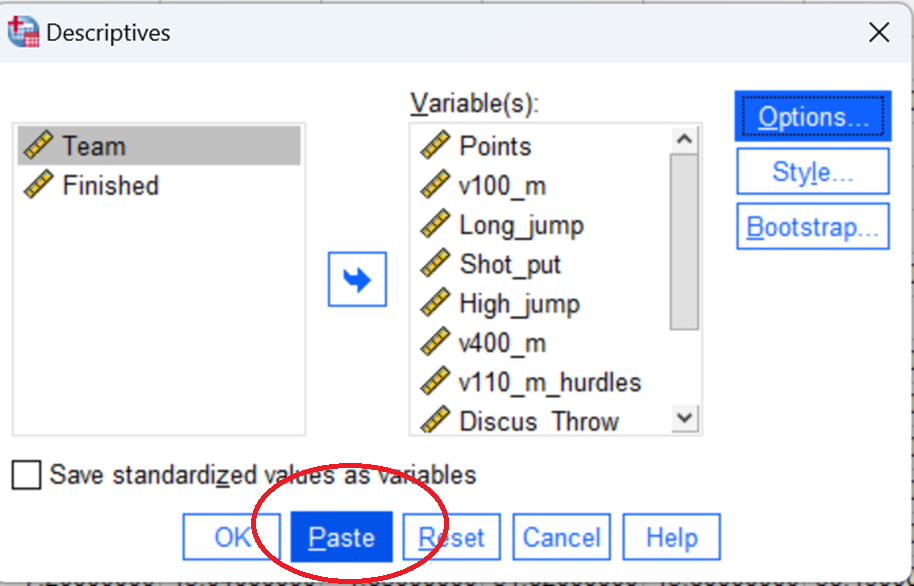 Descriptives
Variable(s):
Team
Finished
Points
v100_m
Long_jump
Shot_put
High_jump
v400_m
v110_m_hurdles
Discus_Throw
Options...
Style...
Bootstrap...
Save standardized values as variables
OK Paste Reset Cancel Help